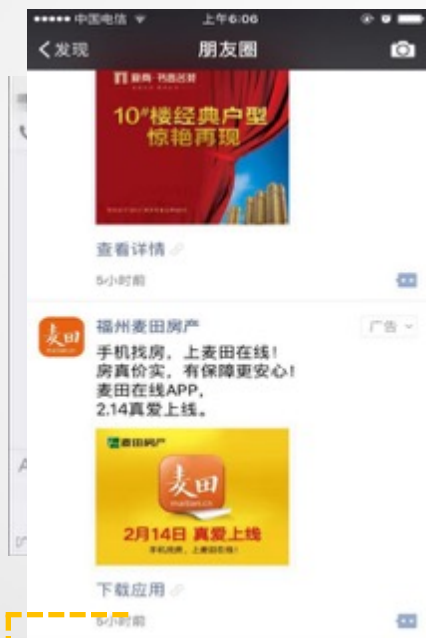 中国电信
上午6:06
发现
朋友圈
10#楼经典户型
惊艳再现
查看详情
5小时前
麦田
福州麦田房产
广告
手机找房，上麦田在线！
房真价实，有保障更安心！
麦田在线APP，
2.14真爱上线。
麦田房产
麦田
maitian.cn
2月14日 真爱上线
手机找房，上麦田在线！
下载应用
5小时前